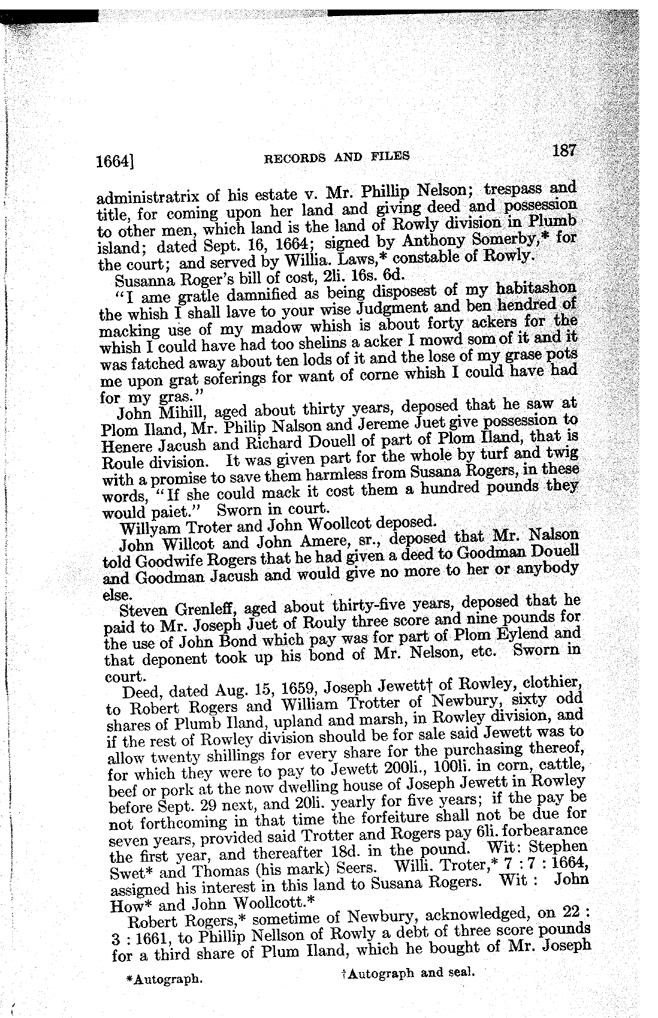 1664] RECORDS AND FILES 187
administratrix of his estate v. Mr. Phillip Nelson; trespass and
title, for coming upon her land and giving deed and possession
to other men, which land is the land of Rowly division in Plumb
island; dated Sept. 16, 1664; signed by Anthony Somerby,* for
the court; and served by Willia. Laws,* constable of Rowly.
Susanna Roger's bill of cost, 2li. 16s. 6d.
"I ame gratle damnified as being disposest of my habitashon
the whish I shall lave to your wise Judgment and ben hendred of
macking use of my madow whish is about forty ackers for the
whish I could have had too shelins a acker I mowd som of it and it
was fatched away about ten lods of it and the lose of my grase pots
me upon grat soferings for want of corne whish I could have had
for my gras."
John Mihill, aged about thirty years, deposed that he saw at
Plom Iland, Mr. Philip Nalson and Jereme Juet give possession to
Henere Jacush and Richard Douell of part of Plom Iland, that is
Roule division. It was given part for the whole by turf and twig
with a promise to save them harmless from Susana Rogers, in these
words, "If she could mack it cost them a hundred pounds they
would paiet." Sworn in court.
Willyam Troter and John Woollcot deposed.
John Willcot and John Amere, sr., deposed that Mr. Nalson
told Goodwife Rogers that he had given a deed to Goodman Douell
and Goodman Jacush and would give no more to her or anybody
else.
Steven Grenleff, aged about thirty-five years, deposed that he
paid to Mr. Joseph Juet of Rouly three score and nine pounds for
the use of John Bond which pay was for part of Plom Eylend and
that deponent took up his bond of Mr. Nelson, etc. Sworn in
court.
Deed, dated Aug. 15, 1659, Joseph Jewett† of Rowley, clothier,
to Robert Rogers and William Trotter of Newbury, sixty odd
shares of Plumb Iland, upland and marsh, in Rowley division, and
if the rest of Rowley division should be for sale said Jewett was to
allow twenty shillings for every share for the purchasing thereof,
for which they were to pay to Jewett 200li., 100li. in corn, cattle,
beef or pork at the now dwelling house of Joseph Jewett in Rowley
before Sept. 29 next, and 20li. yearly for five years; if the pay be
not forthcoming in that time the forfeiture shall not be due for
seven years, provided said Trotter and Rogers pay 6li. forbearance
the first year, and thereafter 18d. in the pound. Wit: Stephen
Swet* and Thomas (his mark) Seers. Willi. Troter,* 7 : 7 : 1664,
assigned his interest in this land to Susana Rogers. Wit : John
How* and John Woollcott.*
Robert Rogers,* sometime of Newbury, acknowledged, on 22 :
3 : 1661, to Phillip Nellson of Rowly a debt of three score pounds
for a third share of Plum Iland, which he bought of Mr. Joseph
*Autograph. †Autograph and seal.